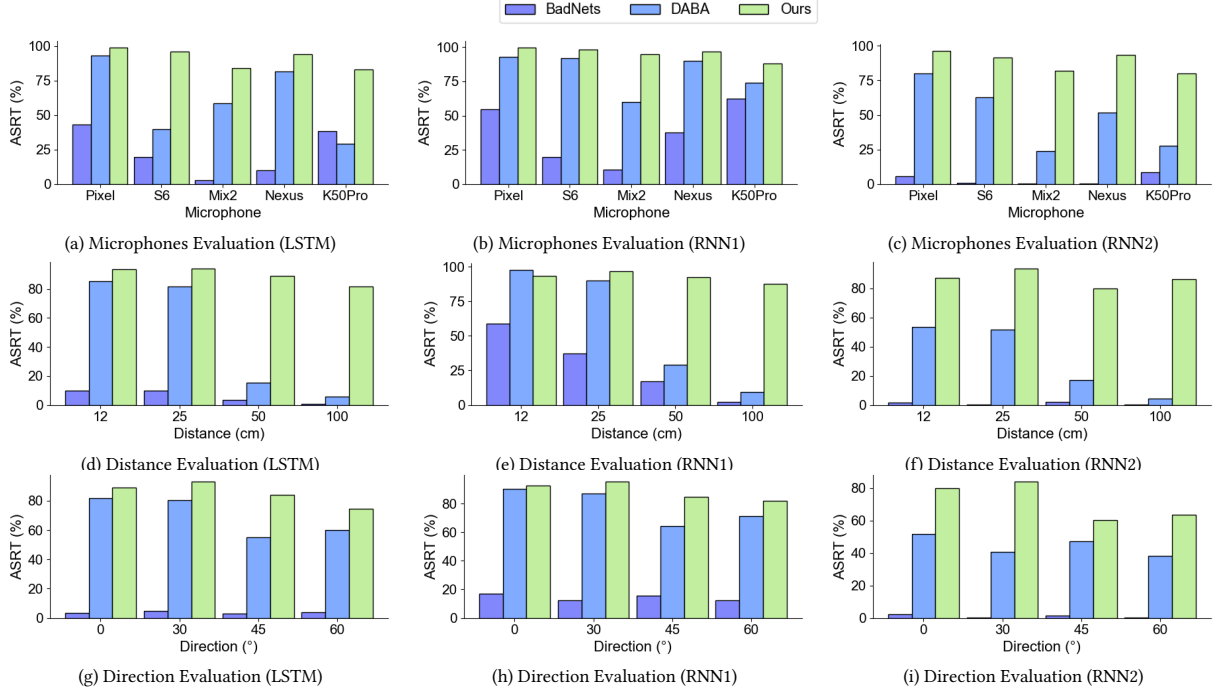 BadNets DABA Ours
100
75
50
25
0
ASRT (%)
Pixel S6 Mix2 Nexus K50Pro
Microphone
(a) Microphones Evaluation (LSTM)
100
75
50
25
0
ASRT (%)
Pixel S6 Mix2 Nexus K50Pro
Microphone
(b) Microphones Evaluation (RNN1)
100
75
50
25
0
ASRT (%)
Pixel S6 Mix2 Nexus K50Pro
Microphone
(c) Microphones Evaluation (RNN2)
80
60
40
20
0
ASRT (%)
12 25 50 100
Distance (cm)
(d) Distance Evaluation (LSTM)
100
75
50
25
0
ASRT (%)
12 25 50 100
Distance (cm)
(e) Distance Evaluation (RNN1)
80
60
40
20
0
ASRT (%)
12 25 50 100
Distance (cm)
(f) Distance Evaluation (RNN2)
80
60
40
20
0
ASRT (%)
0 30 45 60
Direction (°)
(g) Direction Evaluation (LSTM)
80
60
40
20
0
ASRT (%)
0 30 45 60
Direction (°)
(h) Direction Evaluation (RNN1)
80
60
40
20
0
ASRT (%)
0 30 45 60
Direction (°)
(i) Direction Evaluation (RNN2)